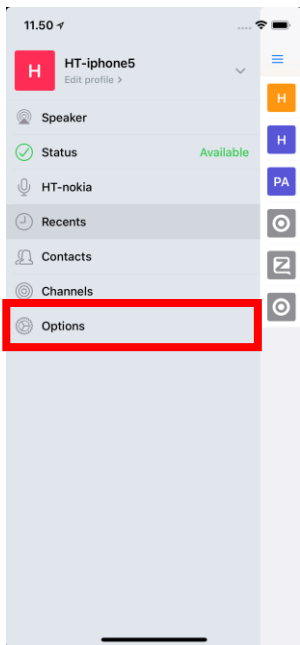 11.50
H HT-iphone5
Edit profile >
H
Speaker
H
Status Available
PA
HT-nokia
Recents
Contacts
Channels
Options